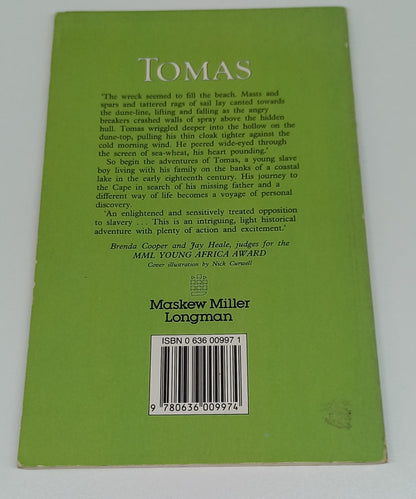 TOMAS
'The wreck seemed to fill the beach. Masts and
spars and tattered rags of sail lay canted towards
the dune-line, lifting and falling as the angry
breakers crashed walls of spray above the hidden
hull. Tomas wriggled deeper into the hollow on the
dune-top, pulling his thin cloak tighter against the
cold morning wind. He peered wide-eyed through
the screen of sea-wheat, his heart pounding.'
So begin the adventures of Tomas, a young slave
boy living with his family on the banks of a coastal
lake in the early eighteenth century. His journey to
the Cape in search of his missing father and a
different way of life becomes a voyage of personal
discovery.
'An enlightened and sensitively treated opposition
to slavery . . . This is an intriguing, light historical
adventure with plenty of action and excitement.'
Brenda Cooper and Jay Heale, judges for the
MML YOUNG AFRICA AWARD
Cover illustration by Nick Curwell
Maskew Miller
Longman
ISBN 0 636 00997 1
9 780636 009974